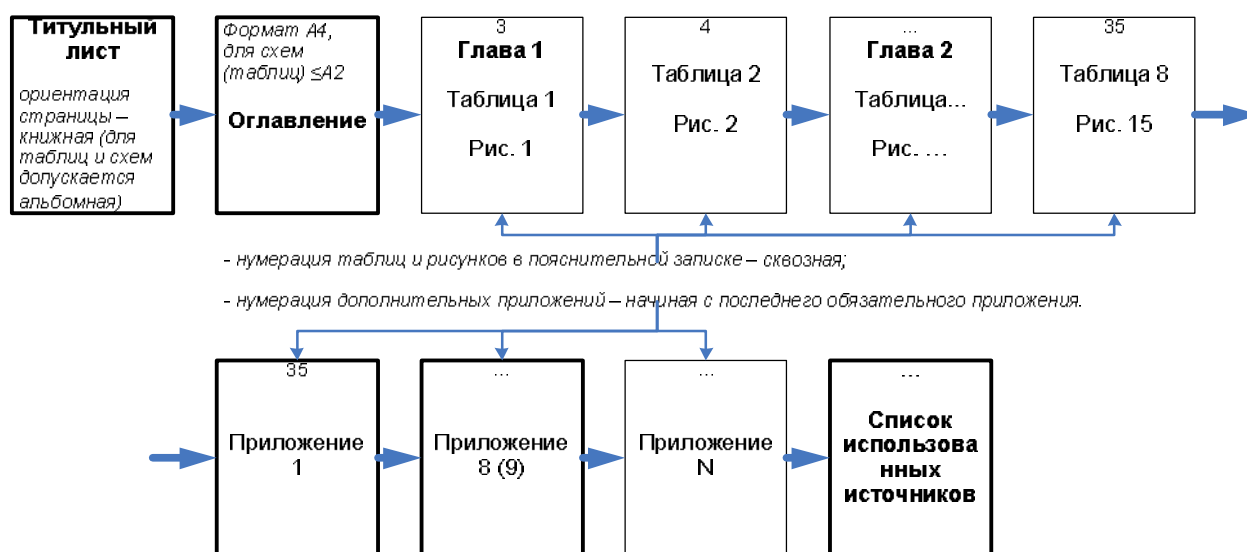 Титульный
лист
ориентация
страницы –
книжная (для
таблиц и схем
допускается
альбомная)
Формат А4,
для схем
(таблиц) ≤А2
Оглавление
3
Глава 1
Таблица 1
Рис. 1
4
Таблица 2
Рис. 2
...
Глава 2
Таблица...
Рис. ...
35
Таблица 8
Рис. 15
- нумерация таблиц и рисунков в пояснительной записке – сквозная;
- нумерация дополнительных приложений – начиная с последнего обязательного приложения.
35
Приложение
1
...
Приложение
8 (9)
...
Приложение
N
...
Список
использова
нных
источников